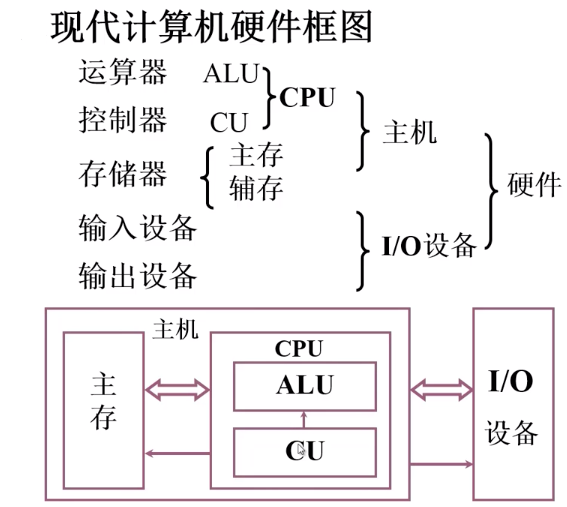 现代计算机硬件框图
运算器 ALU
CPU
控制器 CU
主机
存储器
主存
辅存
硬件
输入设备
I/O设备
输出设备
主机
主
存
CPU
ALU
CU
I/O
设备